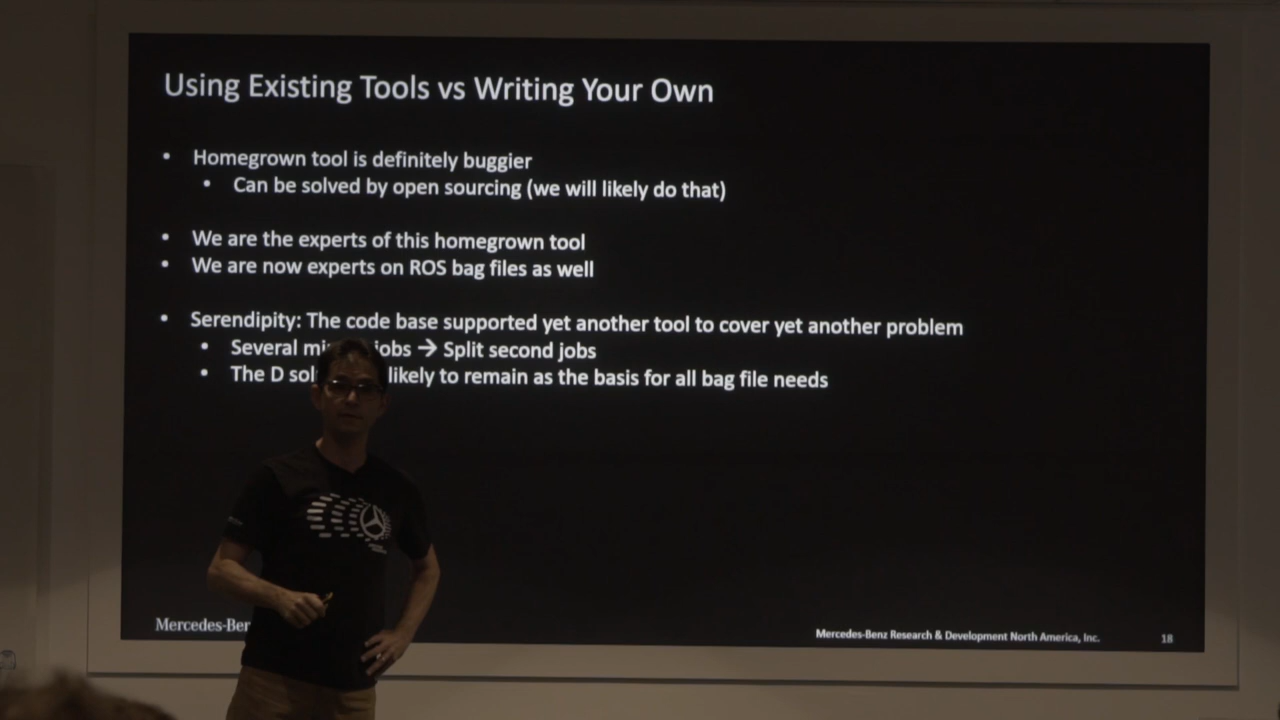 Using Existing Tools vs Writing Your Own
• Homegrown tool is definitely buggier
• Can be solved by open sourcing (we will likely do that)
• We are the experts of this homegrown tool
• We are now experts on ROS bag files as well
• Serendipity: The code base supported yet another tool to cover yet another problem
• Several jobs → Split second jobs
• The D likely to remain as the basis for all bag file needs
Mercedes-Benz Research & Development North America, Inc. 18